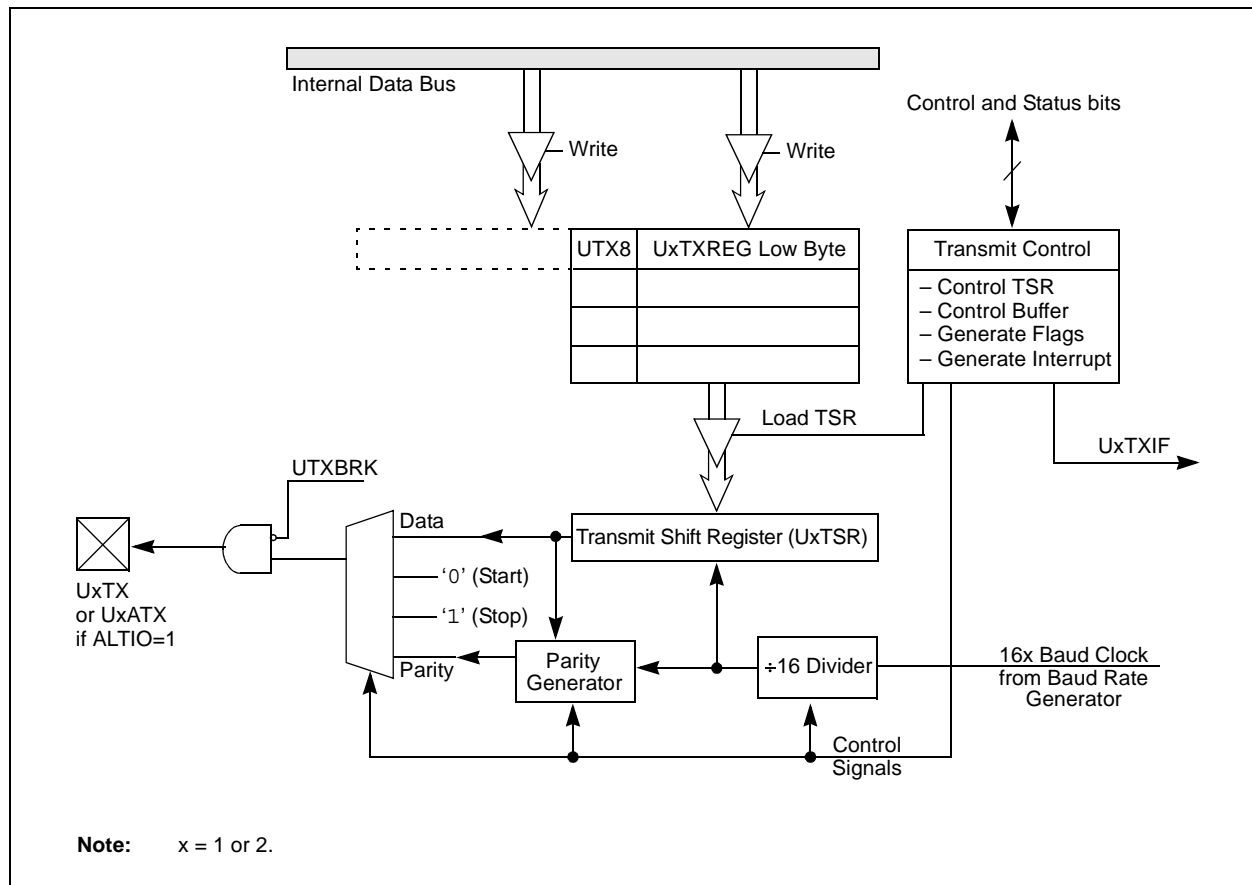 Internal Data Bus
Control and Status bits
Write
Write
UTX8
UxTXREG Low Byte
Transmit Control
– Control TSR
– Control Buffer
– Generate Flags
– Generate Interrupt
Load TSR
UxTXIF
UTXBRK
Data
Transmit Shift Register (UxTSR)
UxTX
or UxATX
if ALTIO=1
‘0’ (Start)
‘1’ (Stop)
Parity
Parity
Generator
÷16 Divider
16x Baud Clock
from Baud Rate
Generator
Control
Signals
Note: x = 1 or 2.